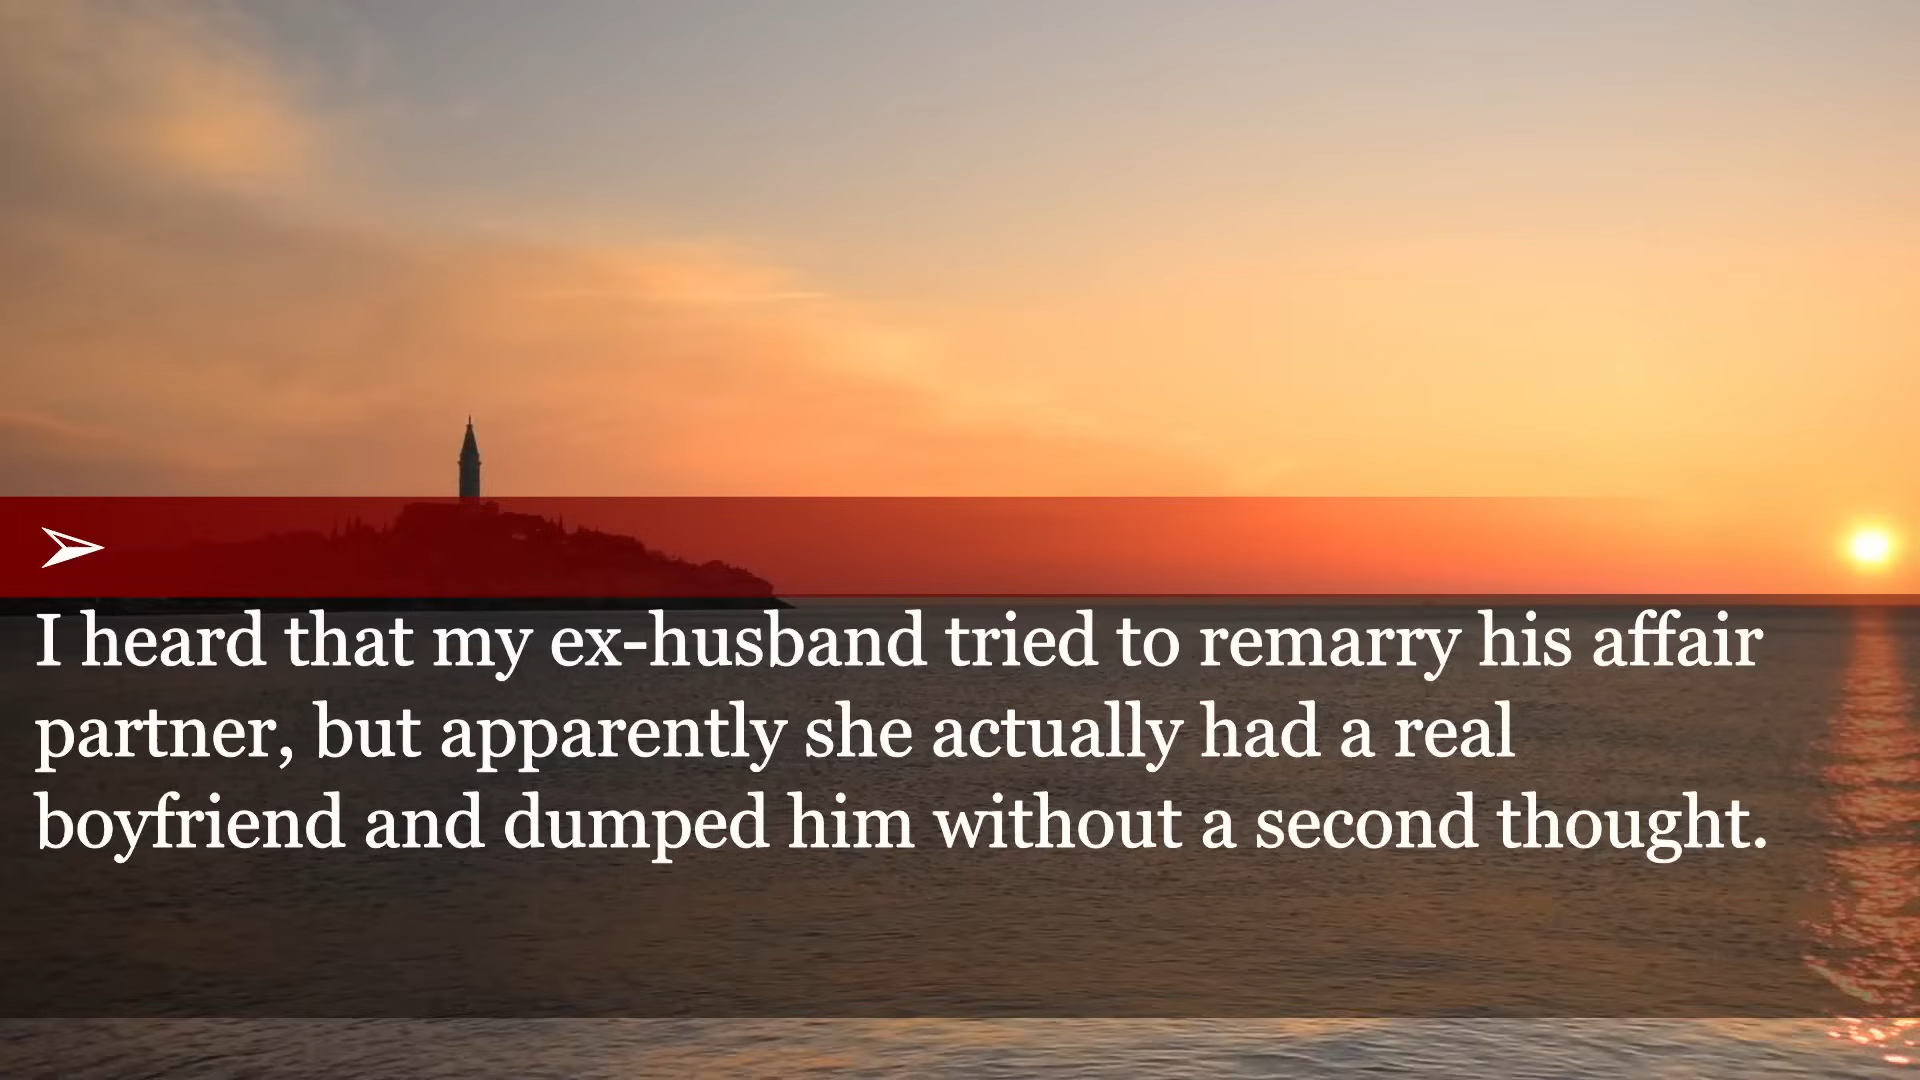 I heard that my ex-husband tried to remarry his affair
partner, but apparently she actually had a real
boyfriend and dumped him without a second thought.